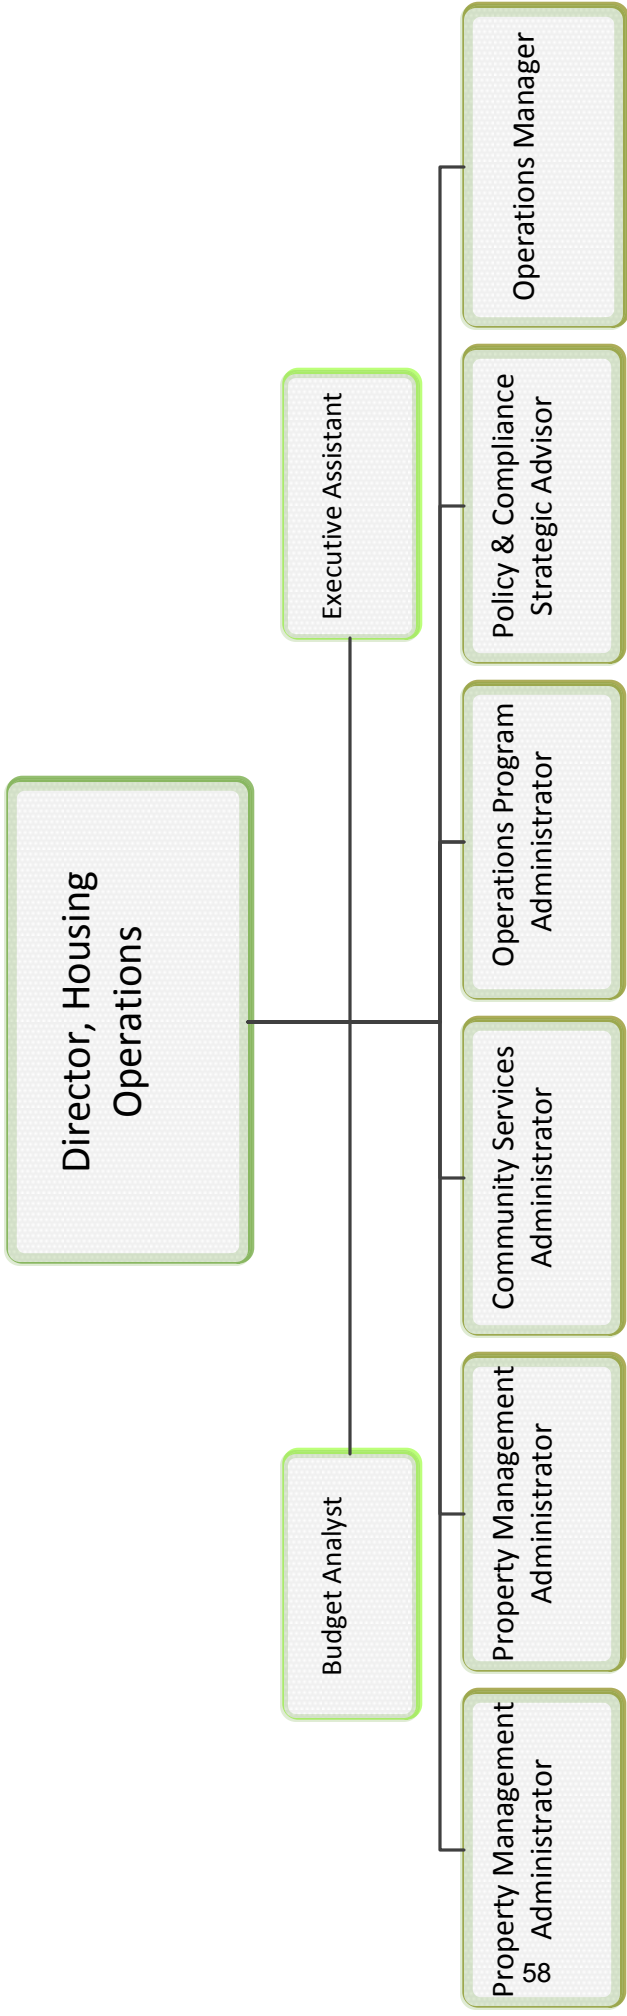 Director, Housing
Operations
Budget Analyst
Executive Assistant
Property Management
Administrator
Property Management
Administrator
Community Services
Administrator
Operations Program
Administrator
Policy & Compliance
Strategic Advisor
Operations Manager
58